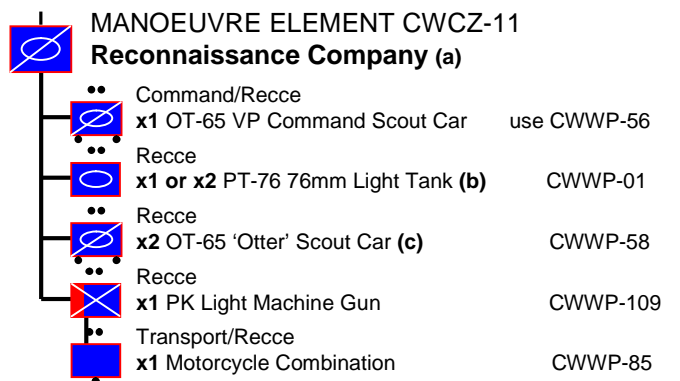 MANOEUVRE ELEMENT CWCZ-11
Reconnaissance Company (a)
Command/Recce
x1 OT-65 VP Command Scout Car use CWWP-56
Recce
x1 or x2 PT-76 76mm Light Tank (b) CWWP-01
Recce
x2 OT-65 ‘Otter’ Scout Car (c) CWWP-58
Recce
x1 PK Light Machine Gun CWWP-109
Transport/Recce
x1 Motorcycle Combination CWWP-85